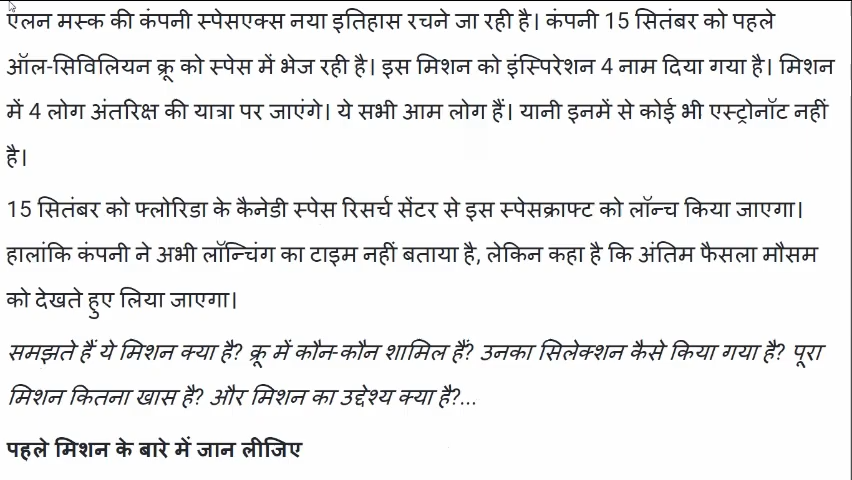 एलन मस्क की कंपनी स्पेसएक्स नया इतिहास रचने जा रही है। कंपनी 15 सितंबर को पहले
ऑल-सिविलियन क्रू को स्पेस में भेज रही है। इस मिशन को इंस्पिरेशन 4 नाम दिया गया है। मिशन
में 4 लोग अंतरिक्ष की यात्रा पर जाएंगे। ये सभी आम लोग हैं। यानी इनमें से कोई भी एस्ट्रोनॉट नहीं
है।
15 सितंबर को फ्लोरिडा के कैनेडी स्पेस रिसर्च सेंटर से इस स्पेसक्राफ्ट को लॉन्च किया जाएगा।
हालांकि कंपनी ने अभी लॉन्चिंग का टाइम नहीं बताया है, लेकिन कहा है कि अंतिम फैसला मौसम
को देखते हुए लिया जाएगा।
समझते हैं ये मिशन क्या है? क्रू में कौन-कौन शामिल हैं? उनका सिलेक्शन कैसे किया गया है? पूरा
मिशन कितना खास है? और मिशन का उद्देश्य क्या है?...
पहले मिशन के बारे में जान लीजिए